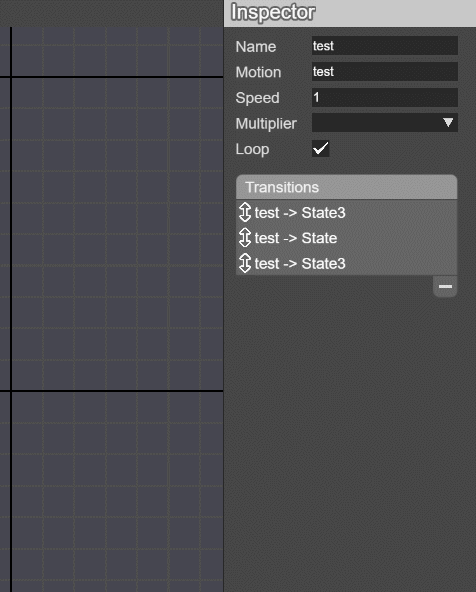 Inspector
Name test
Motion test
Speed 1
Multiplier
Loop
Transitions
test -> State3
test -> State
test -> State3